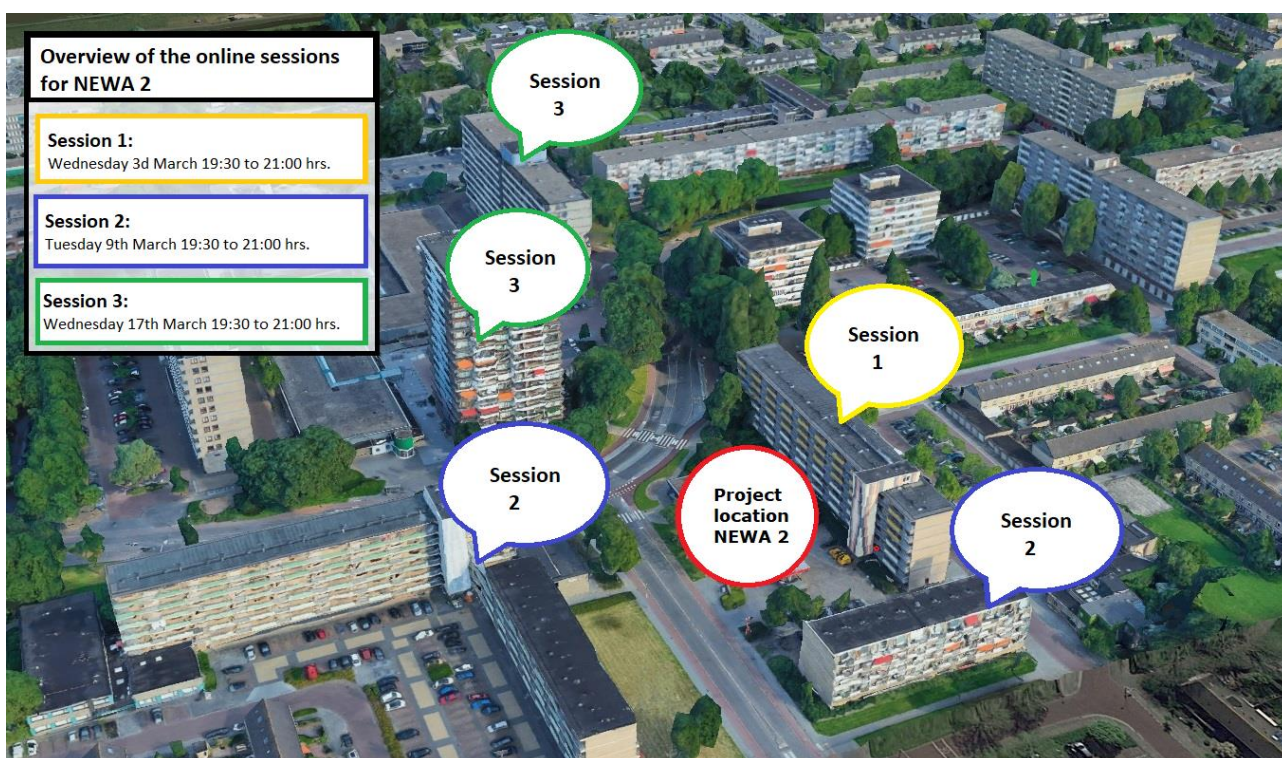 Overview of the online sessions
for NEWA 2
Session 1:
Wednesday 3d March 19:30 to 21:00 hrs.
Session 2:
Tuesday 9th March 19:30 to 21:00 hrs.
Session 3:
Wednesday 17th March 19:30 to 21:00 hrs.
Session
3
Session
3
Session
1
Session
2
Project
location
NEWA 2
Session
2